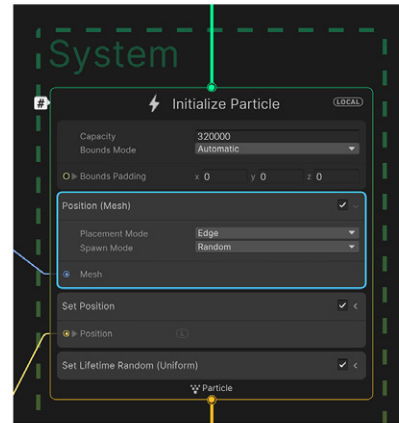 System
#
Initialize Particle
LOCAL
Capacity 320000
Bounds Mode Automatic
Bounds Padding x 0 y 0 z 0
Position (Mesh)
Placement Mode Edge
Spawn Mode Random
Mesh
Set Position
Position L
Set Lifetime Random (Uniform)
Particle